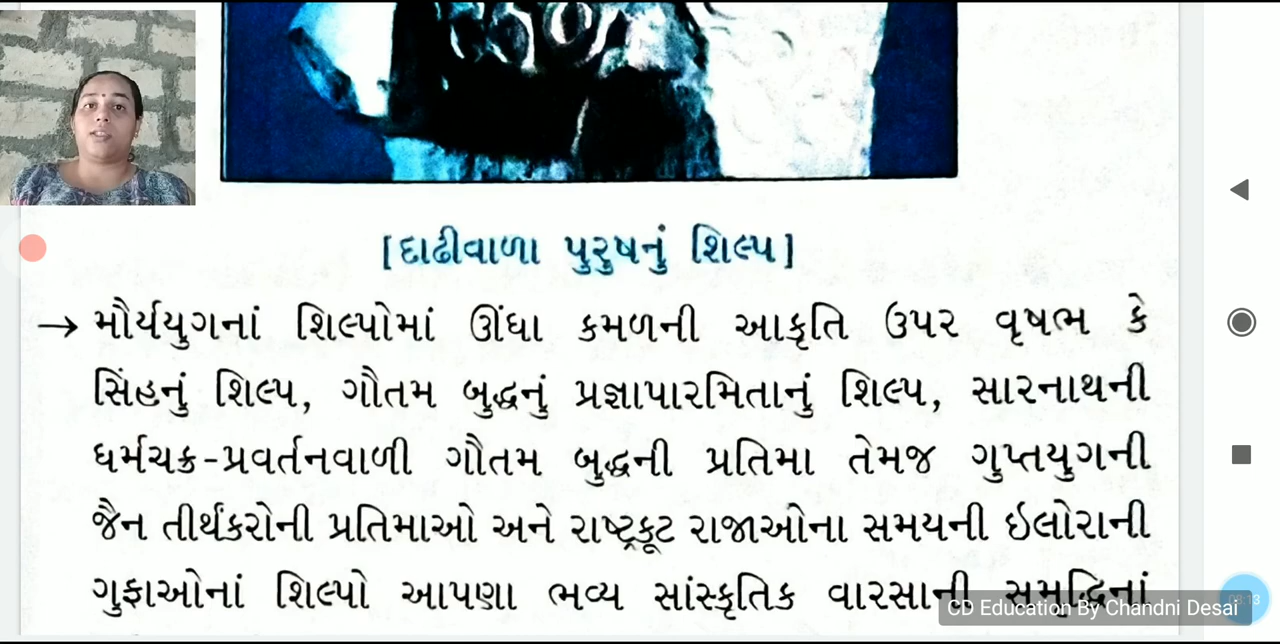 [દાઢીવાળા પુરુષનું શિલ્પ]
→ મૌર્યયુગનાં શિલ્પોમાં ઊંધા કમળની આકૃતિ ઉપર વૃષભ કે
સિંહનું શિલ્પ, ગૌતમ બુદ્ધનું પ્રજ્ઞાપારમિતાનું શિલ્પ, સારનાથની
ધર્મચક્ર-પ્રવર્તનવાળી ગૌતમ બુદ્ધની પ્રતિમા તેમજ ગુપ્તયુગની
જૈન તીર્થંકરોની પ્રતિમાઓ અને રાષ્ટ્રકૂટ રાજાઓના સમયની ઇલોરાની
ગુફાઓનાં શિલ્પો આપણા ભવ્ય સાંસ્કૃતિક વારસાની સમૃદ્ધિનાં
CD Education By Chandni Desai